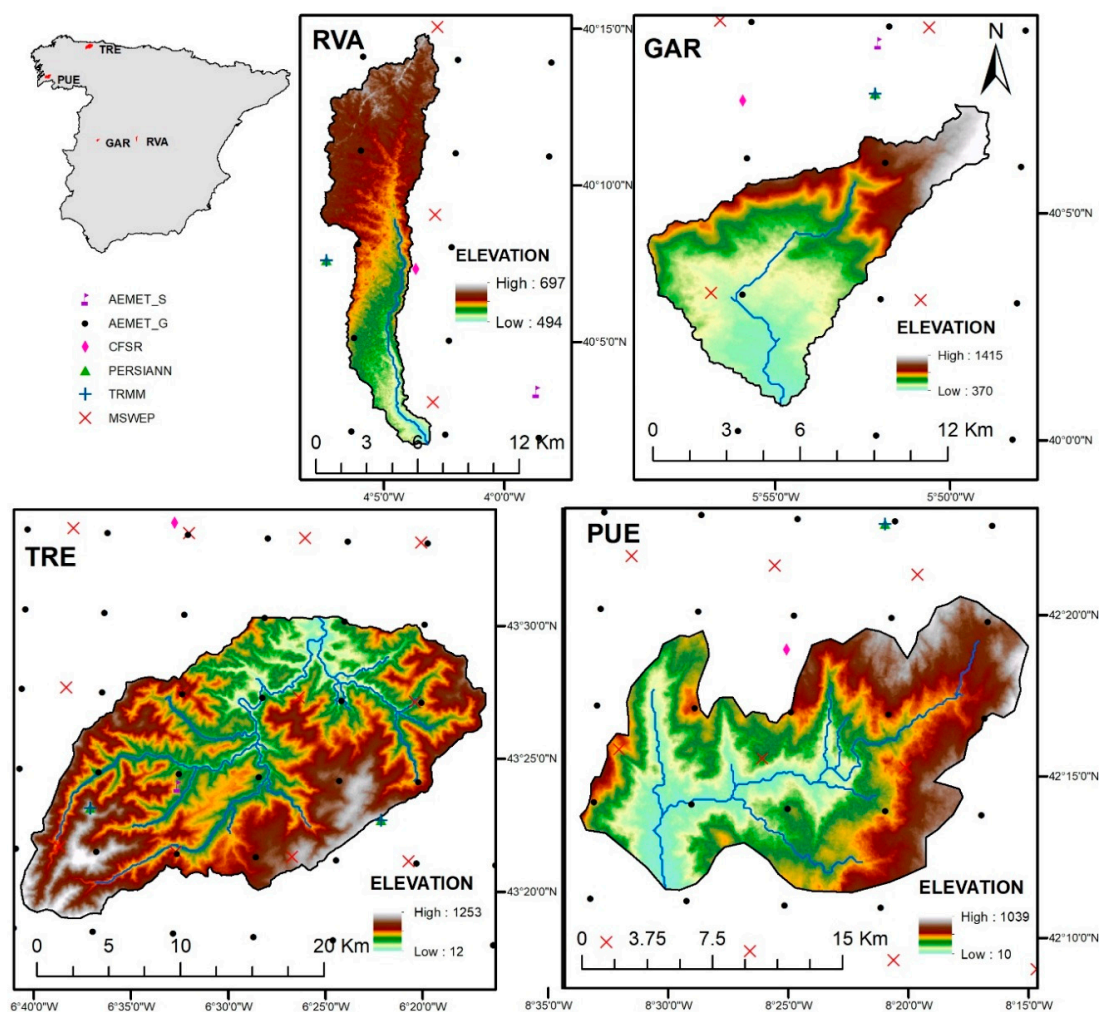 TRE
PUE
GAR
RVA
AEMET_S
AEMET_G
CFSR
PERSIANN
TRMM
MSWEP
RVA
ELEVATION
High : 697
Low : 494
0 3 6 12 Km
4°5'0"W 4°0'0"W
40°15'0"N
40°10'0"N
40°5'0"N
GAR
N
ELEVATION
High : 1415
Low : 370
0 3 6 12 Km
5°55'0"W 5°50'0"W
40°5'0"N
40°0'0"N
TRE
ELEVATION
High : 1253
Low : 12
0 5 10 20 Km
6°40'0"W 6°35'0"W 6°30'0"W 6°25'0"W 6°20'0"W
43°30'0"N
43°25'0"N
43°20'0"N
PUE
ELEVATION
High : 1039
Low : 10
0 3.75 7.5 15 Km
8°35'0"W 8°30'0"W 8°25'0"W 8°20'0"W 8°15'0"W
42°20'0"N
42°15'0"N
42°10'0"N